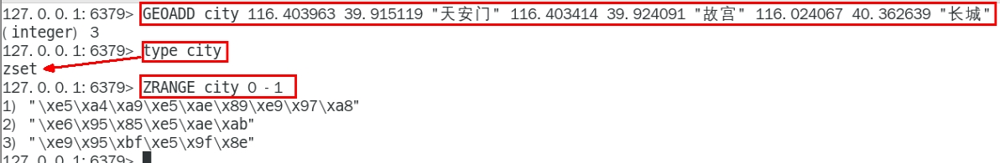 127.0.0.1:6379> GEOADD city 116.403963 39.915119 "天安门" 116.403414 39.924091 "故宫" 116.024067 40.362639 "长城"
(integer) 3
127.0.0.1:6379> type city
zset
127.0.0.1:6379> ZRANGE city 0 -1
1) "\xe5\xa4\xa9\xe5\xae\x89\xe9\x97\xa8"
2) "\xe6\x95\x85\xe5\xae\xab"
3) "\xe9\x95\xbf\xe5\x9f\x8e"
127.0.0.1:6379>